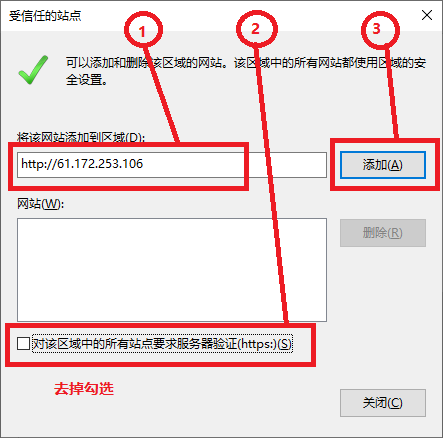 受信任的站点
1
2
3
可以添加和删除该区域的网站。该区域中的所有网站都使用区域的安
全设置。
将该网站添加到区域(D):
http://61.172.253.106
添加(A)
网站(W):
删除(R)
对该区域中的所有站点要求服务器验证(https:)(S)
去掉勾选
关闭(C)